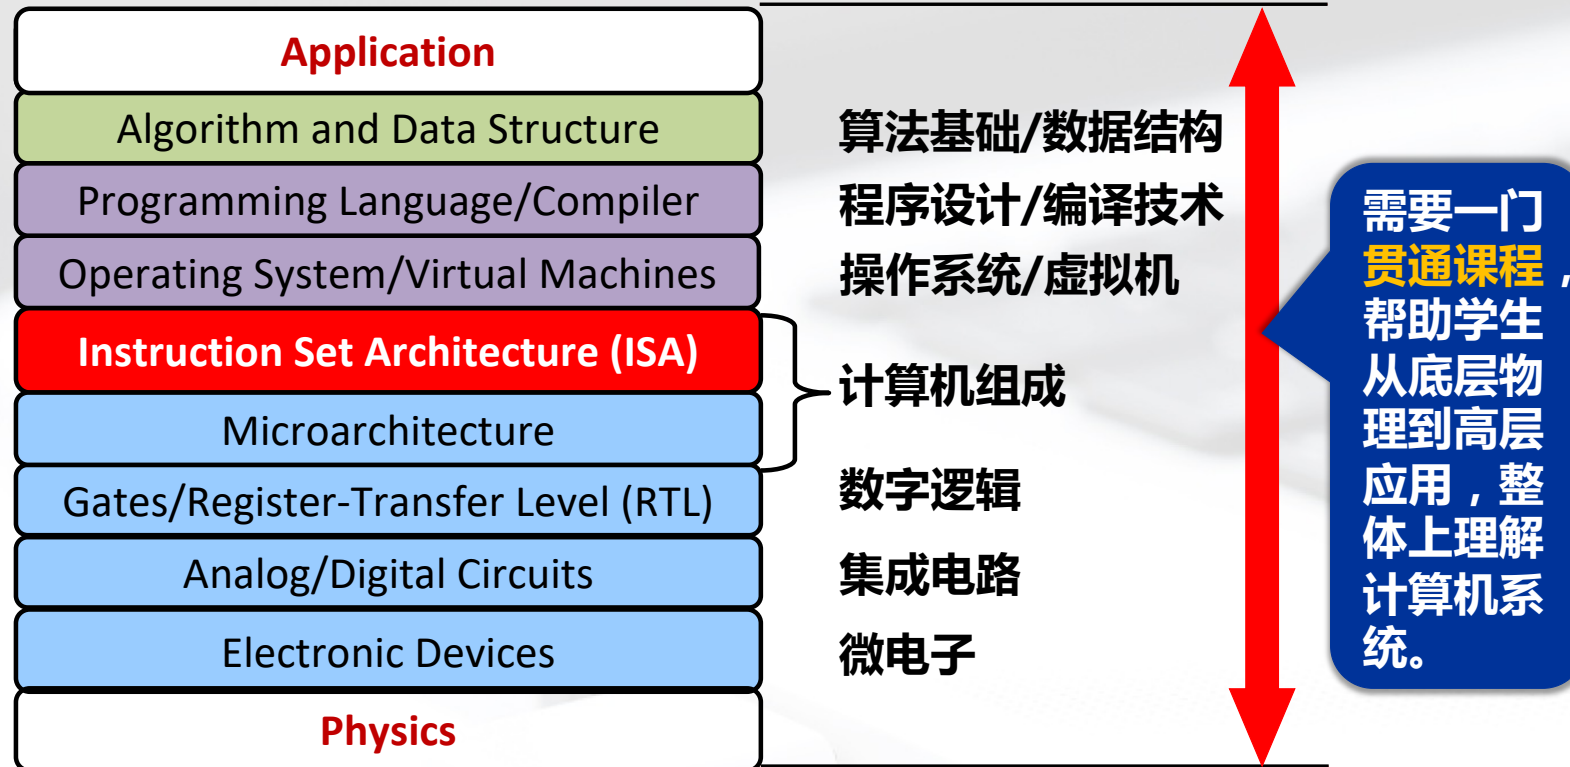 Application
Algorithm and Data Structure
Programming Language/Compiler
Operating System/Virtual Machines
Instruction Set Architecture (ISA)
Microarchitecture
Gates/Register-Transfer Level (RTL)
Analog/Digital Circuits
Electronic Devices
Physics
算法基础/数据结构
程序设计/编译技术
操作系统/虚拟机
计算机组成
数字逻辑
集成电路
微电子
需要一门
贯通课程，
帮助学生
从底层物
理到高层
应用，整
体上理解
计算机系
统。